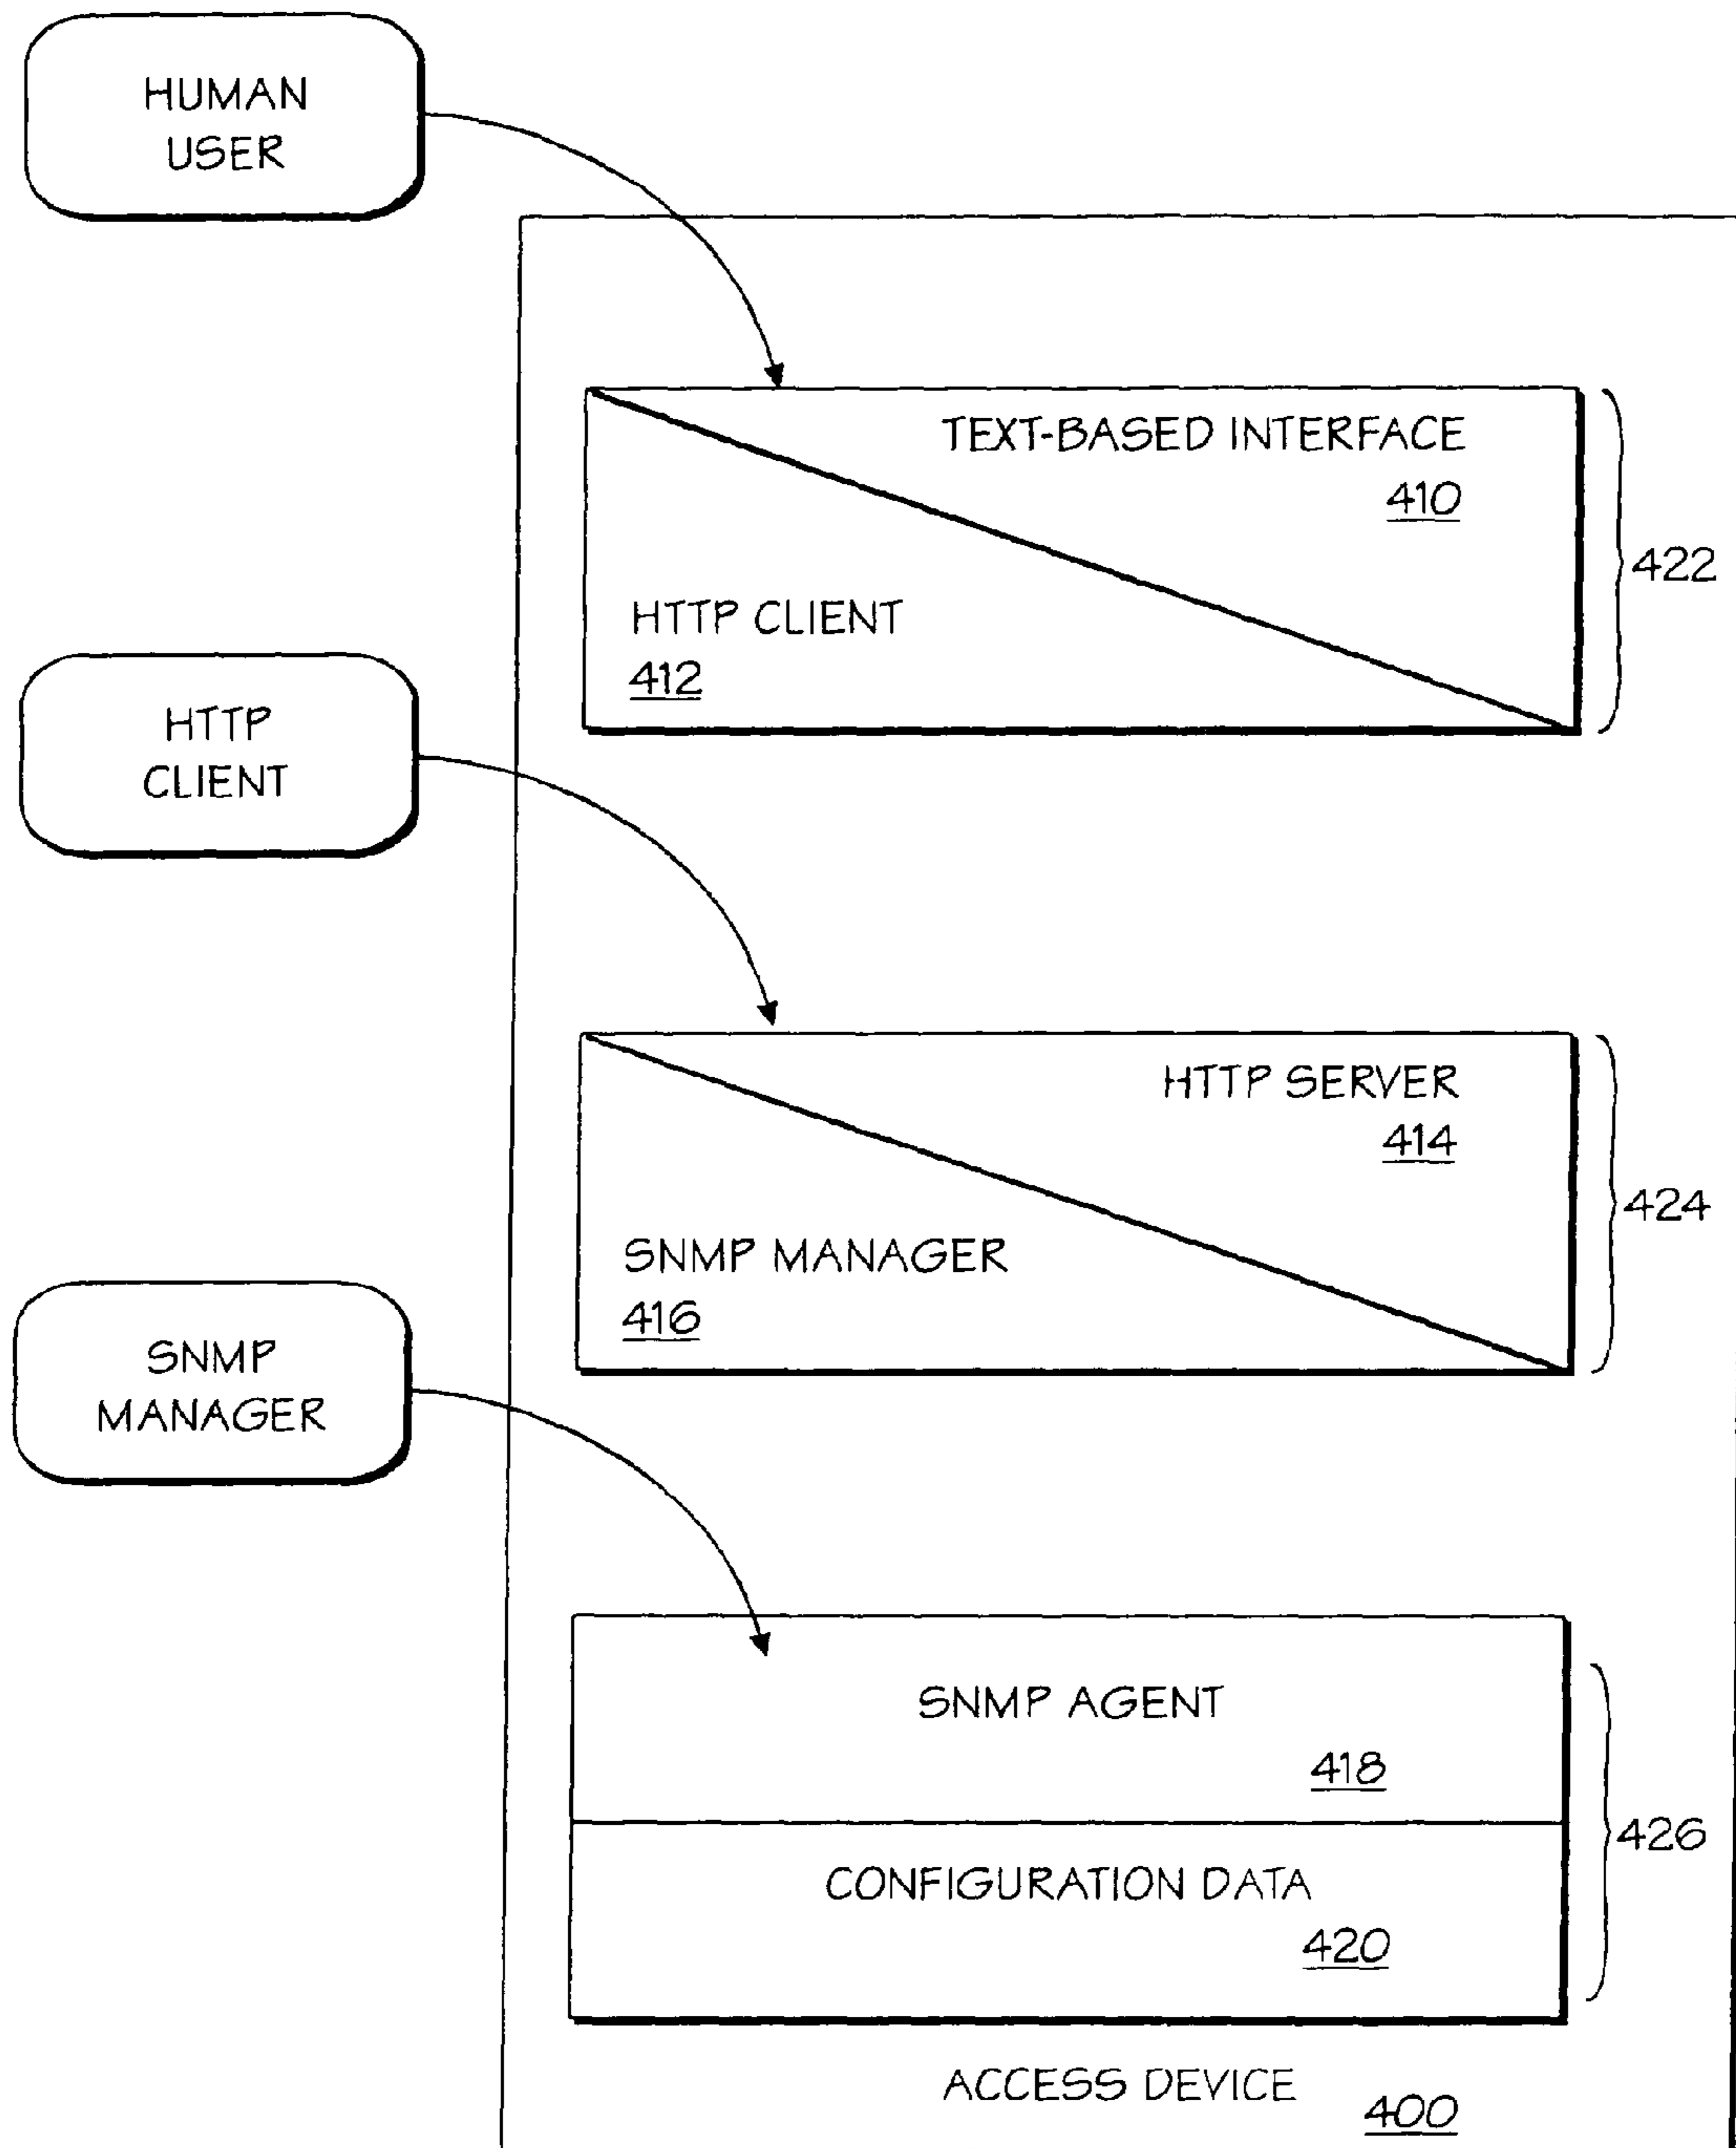 HUMAN
USER
TEXT-BASED INTERFACE
410
422
HTTP CLIENT
412
HTTP
CLIENT
HTTP SERVER
414
424
SNMP MANAGER
416
SNMP
MANAGER
SNMP AGENT
418
426
CONFIGURATION DATA
420
ACCESS DEVICE
400